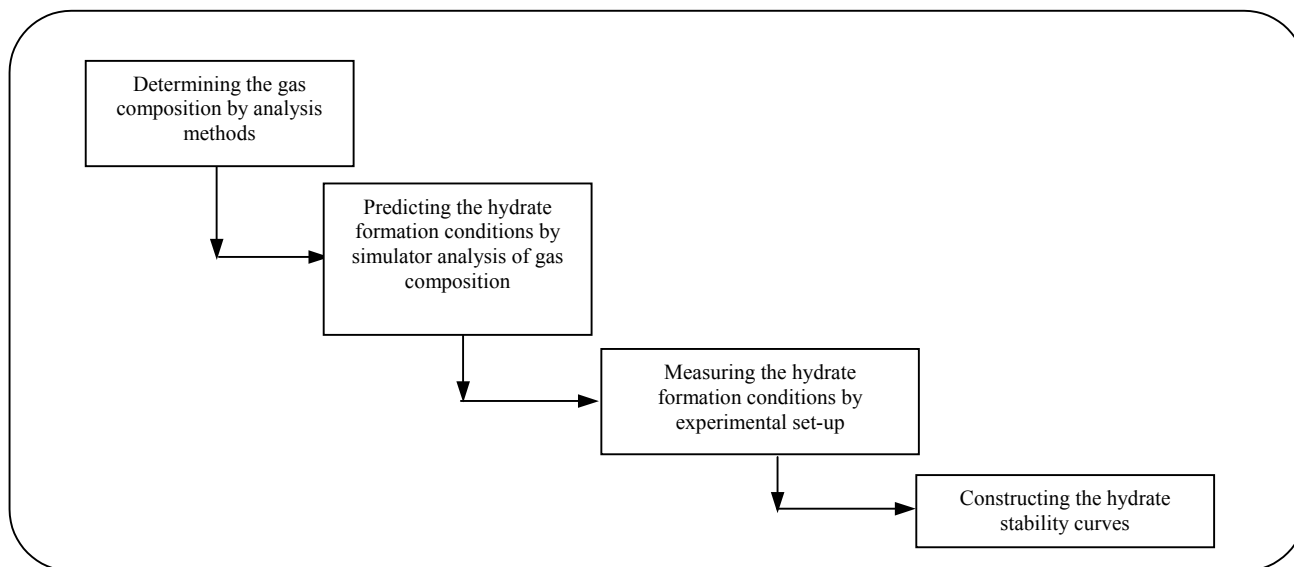 Determining the gas
composition by analysis
methods
Predicting the hydrate
formation conditions by
simulator analysis of gas
composition
Measuring the hydrate
formation conditions by
experimental set-up
Constructing the hydrate
stability curves